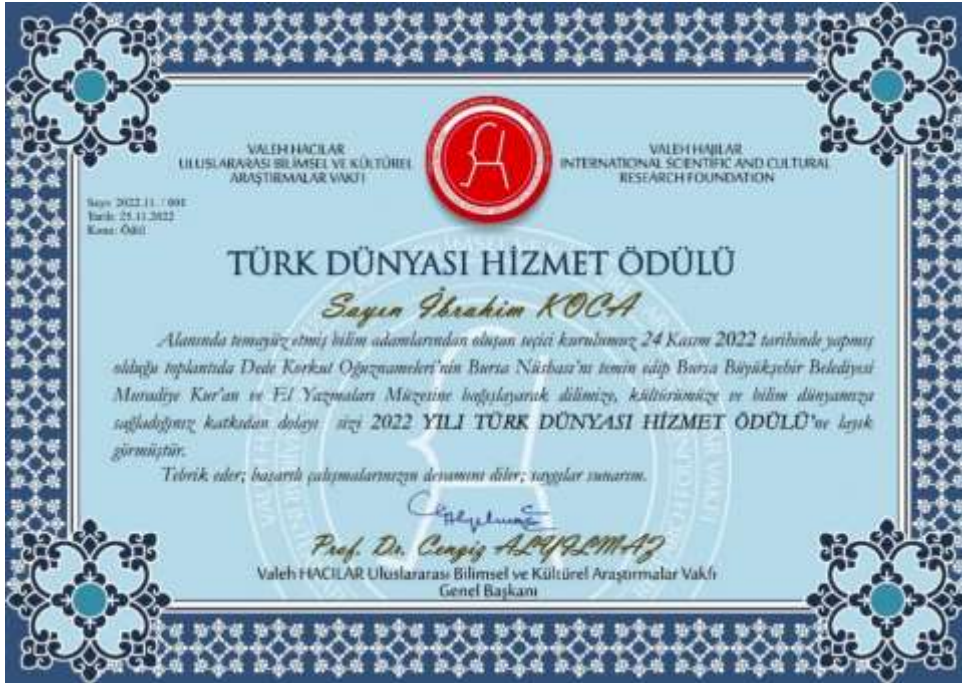 VALEH HACILAR
ULUSLARARASI BİLİMSEL VE KÜLTÜREL
ARAŞTIRMALAR VAKFI
VALEH HAJILAR
INTERNATIONAL SCIENTIFIC AND CULTURAL
RESEARCH FOUNDATION
Sayı: 2022.11. / 001
Tarih: 25.11.2022
Konu: Ödül
TÜRK DÜNYASI HİZMET ÖDÜLÜ
Sayın İbrahim KOCA
Alanında temayüz etmiş bilim adamlarından oluşan seçici kurulumuz 24 Kasım 2022 tarihinde yapmış
olduğu toplantıda Dede Korkut Oğuznameleri'nin Bursa Nüshası'nı temin edip Bursa Büyükşehir Belediyesi
Muradiye Kur'an ve El Yazmaları Müzesine bağışlayarak dilimize, kültürümüze ve bilim dünyamıza
sağladığınız katkıdan dolayı sizi 2022 YILI TÜRK DÜNYASI HİZMET ÖDÜLÜ'ne layık
görmüştür.
Tebrik eder; başarılı çalışmalarınızın devamını diler; saygılar sunarım.
Prof. Dr. Cengiz ALYILMAZ
Valeh HACILAR Uluslararası Bilimsel ve Kültürel Araştırmalar Vakfı
Genel Başkanı